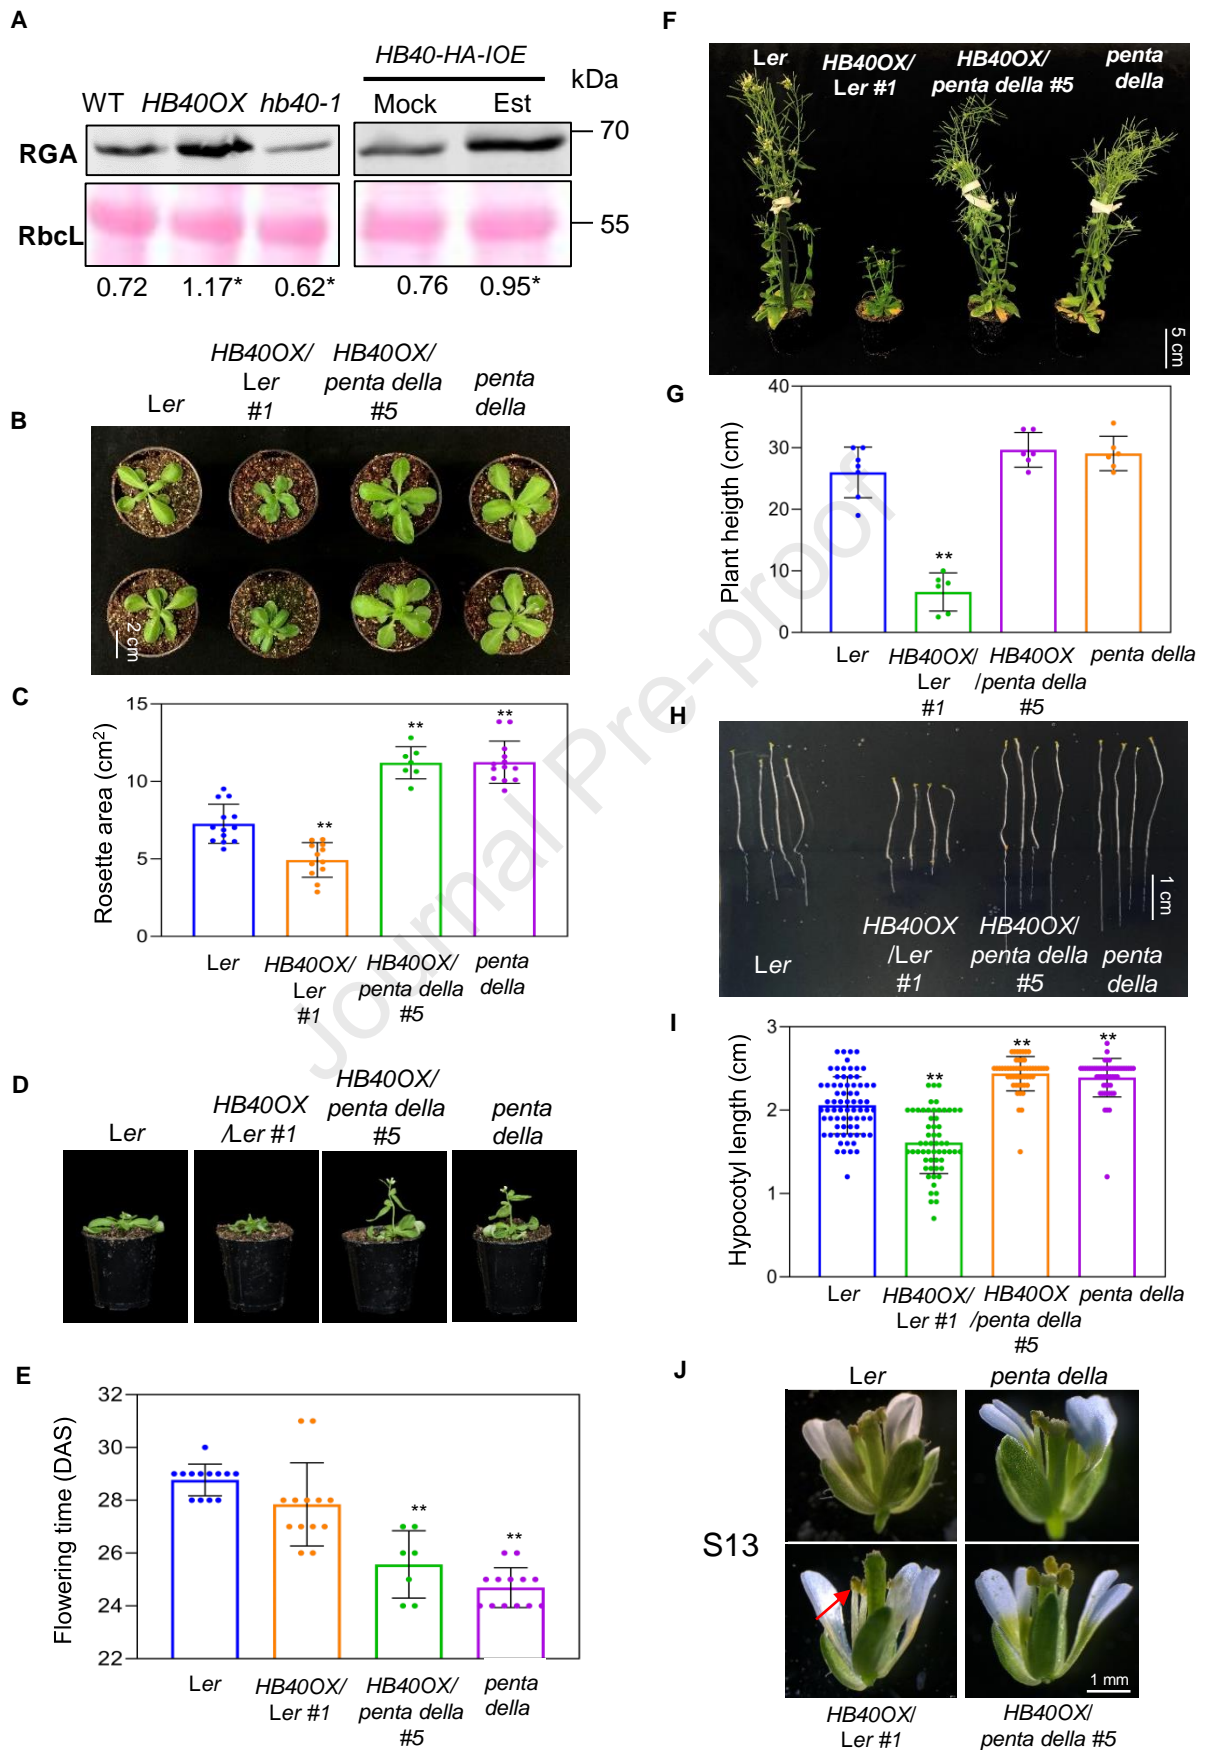 A
HB40-HA-IOE
kDa
WT HB40OX hb40-1 Mock Est
RGA
70
RbcL
55
0.72 1.17* 0.62* 0.76 0.95*
B
Ler
HB40OX/
Ler
#1
HB40OX/
penta della
#5
penta
della
2 cm
C
Rosette area (cm²)
15
10
5
0
**
**
**
Ler
HB40OX/
Ler
#1
HB40OX/
penta della
#5
penta
della
D
Ler
HB40OX
/Ler #1
HB40OX/
penta della
#5
penta
della
E
Flowering time (DAS)
32
30
28
26
24
22
**
**
Ler
HB40OX/
Ler #1
HB40OX/
penta della
#5
penta
della
F
Ler
HB40OX/
Ler #1
HB40OX/
penta della #5
penta
della
5 cm
G
Plant heigth (cm)
40
30
20
10
0
**
Ler
HB40OX/
Ler
#1
HB40OX
/penta della
#5
penta della
H
Ler
HB40OX
/Ler
#1
HB40OX/
penta della
#5
penta
della
1 cm
I
Hypocotyl length (cm)
3
2
1
0
**
**
**
Ler
HB40OX/
Ler #1
HB40OX
/penta della
#5
penta della
J
Ler
penta della
S13
1 mm
HB40OX/
Ler #1
HB40OX/
penta della #5
Journal Pre-proof